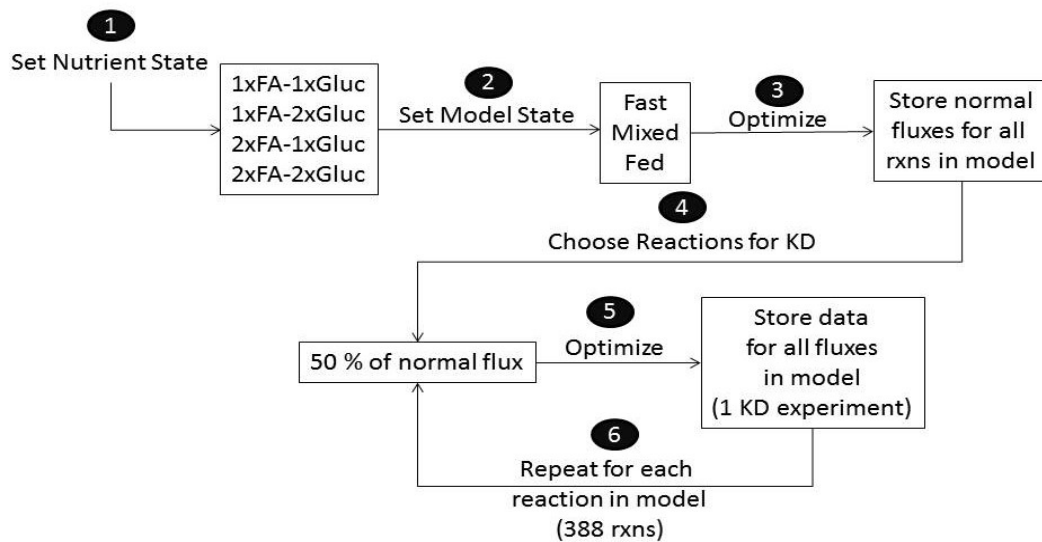 1
Set Nutrient State
1xFA-1xGluc
1xFA-2xGluc
2xFA-1xGluc
2xFA-2xGluc
2
Set Model State
Fast
Mixed
Fed
3
Optimize
Store normal
fluxes for all
rxns in model
4
Choose Reactions for KD
50 % of normal flux
5
Optimize
Store data
for all fluxes
in model
(1 KD experiment)
6
Repeat for each
reaction in model
(388 rxns)